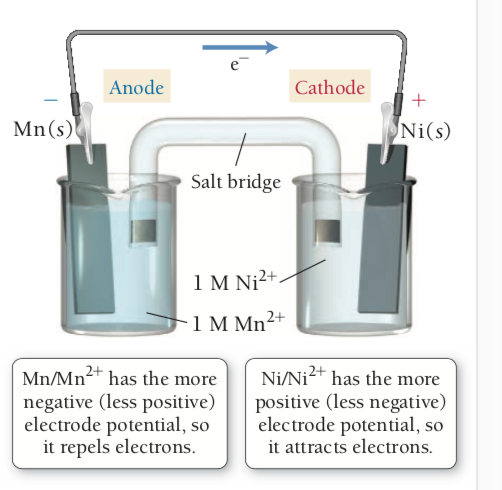 e⁻
Anode
Cathode
−
+
Mn(s)
Ni(s)
Salt bridge
1 M Ni²⁺
1 M Mn²⁺
Mn/Mn²⁺ has the more
negative (less positive)
electrode potential, so
it repels electrons.
Ni/Ni²⁺ has the more
positive (less negative)
electrode potential, so
it attracts electrons.